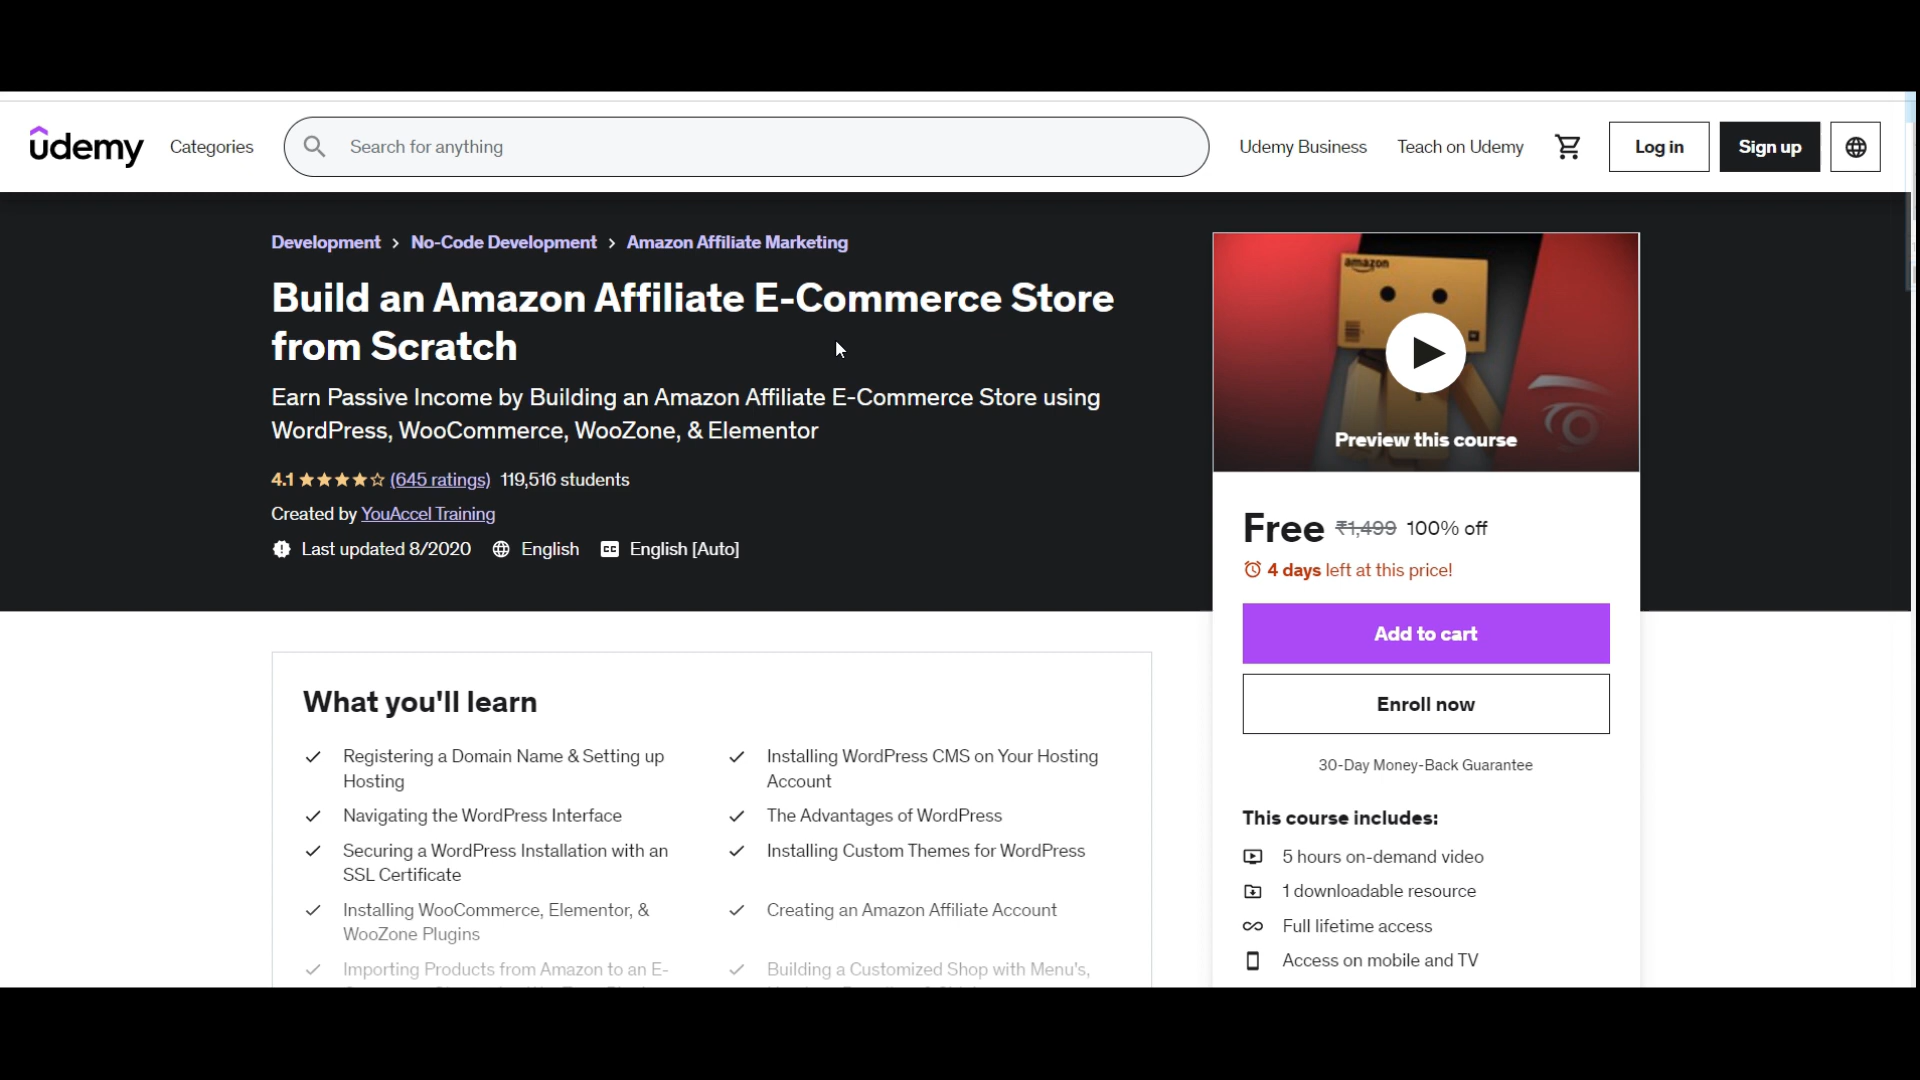 ûdemy
Categories
Search for anything
Udemy Business
Teach on Udemy
Log in
Sign up
Development > No-Code Development > Amazon Affiliate Marketing
Build an Amazon Affiliate E-Commerce Store
from Scratch
Earn Passive Income by Building an Amazon Affiliate E-Commerce Store using
WordPress, WooCommerce, WooZone, & Elementor
4.1 (645 ratings) 119,516 students
Created by YouAccel Training
Last updated 8/2020 English CC English [Auto]
amazon
Preview this course
Free ₹1,499 100% off
4 days left at this price!
Add to cart
Enroll now
30-Day Money-Back Guarantee
This course includes:
5 hours on-demand video
1 downloadable resource
Full lifetime access
Access on mobile and TV
What you'll learn
Registering a Domain Name & Setting up
Hosting
Installing WordPress CMS on Your Hosting
Account
Navigating the WordPress Interface
The Advantages of WordPress
Securing a WordPress Installation with an
SSL Certificate
Installing Custom Themes for WordPress
Installing WooCommerce, Elementor, &
WooZone Plugins
Creating an Amazon Affiliate Account
Importing Products from Amazon to an E-
Building a Customized Shop with Menu's,